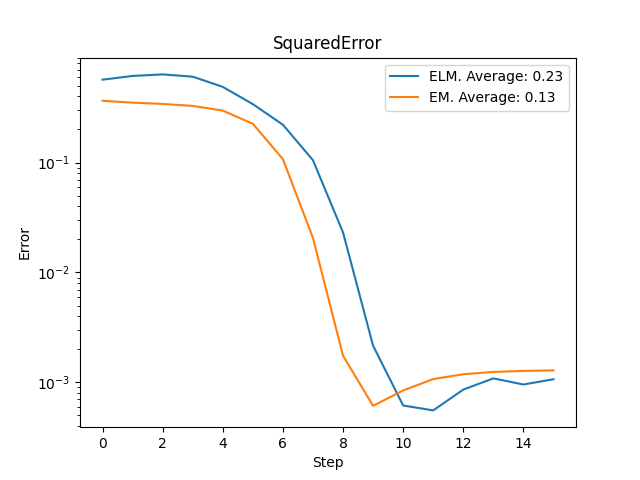 SquaredError
ELM. Average: 0.23
EM. Average: 0.13
Error
10⁻¹
10⁻²
10⁻³
0 2 4 6 8 10 12 14
Step